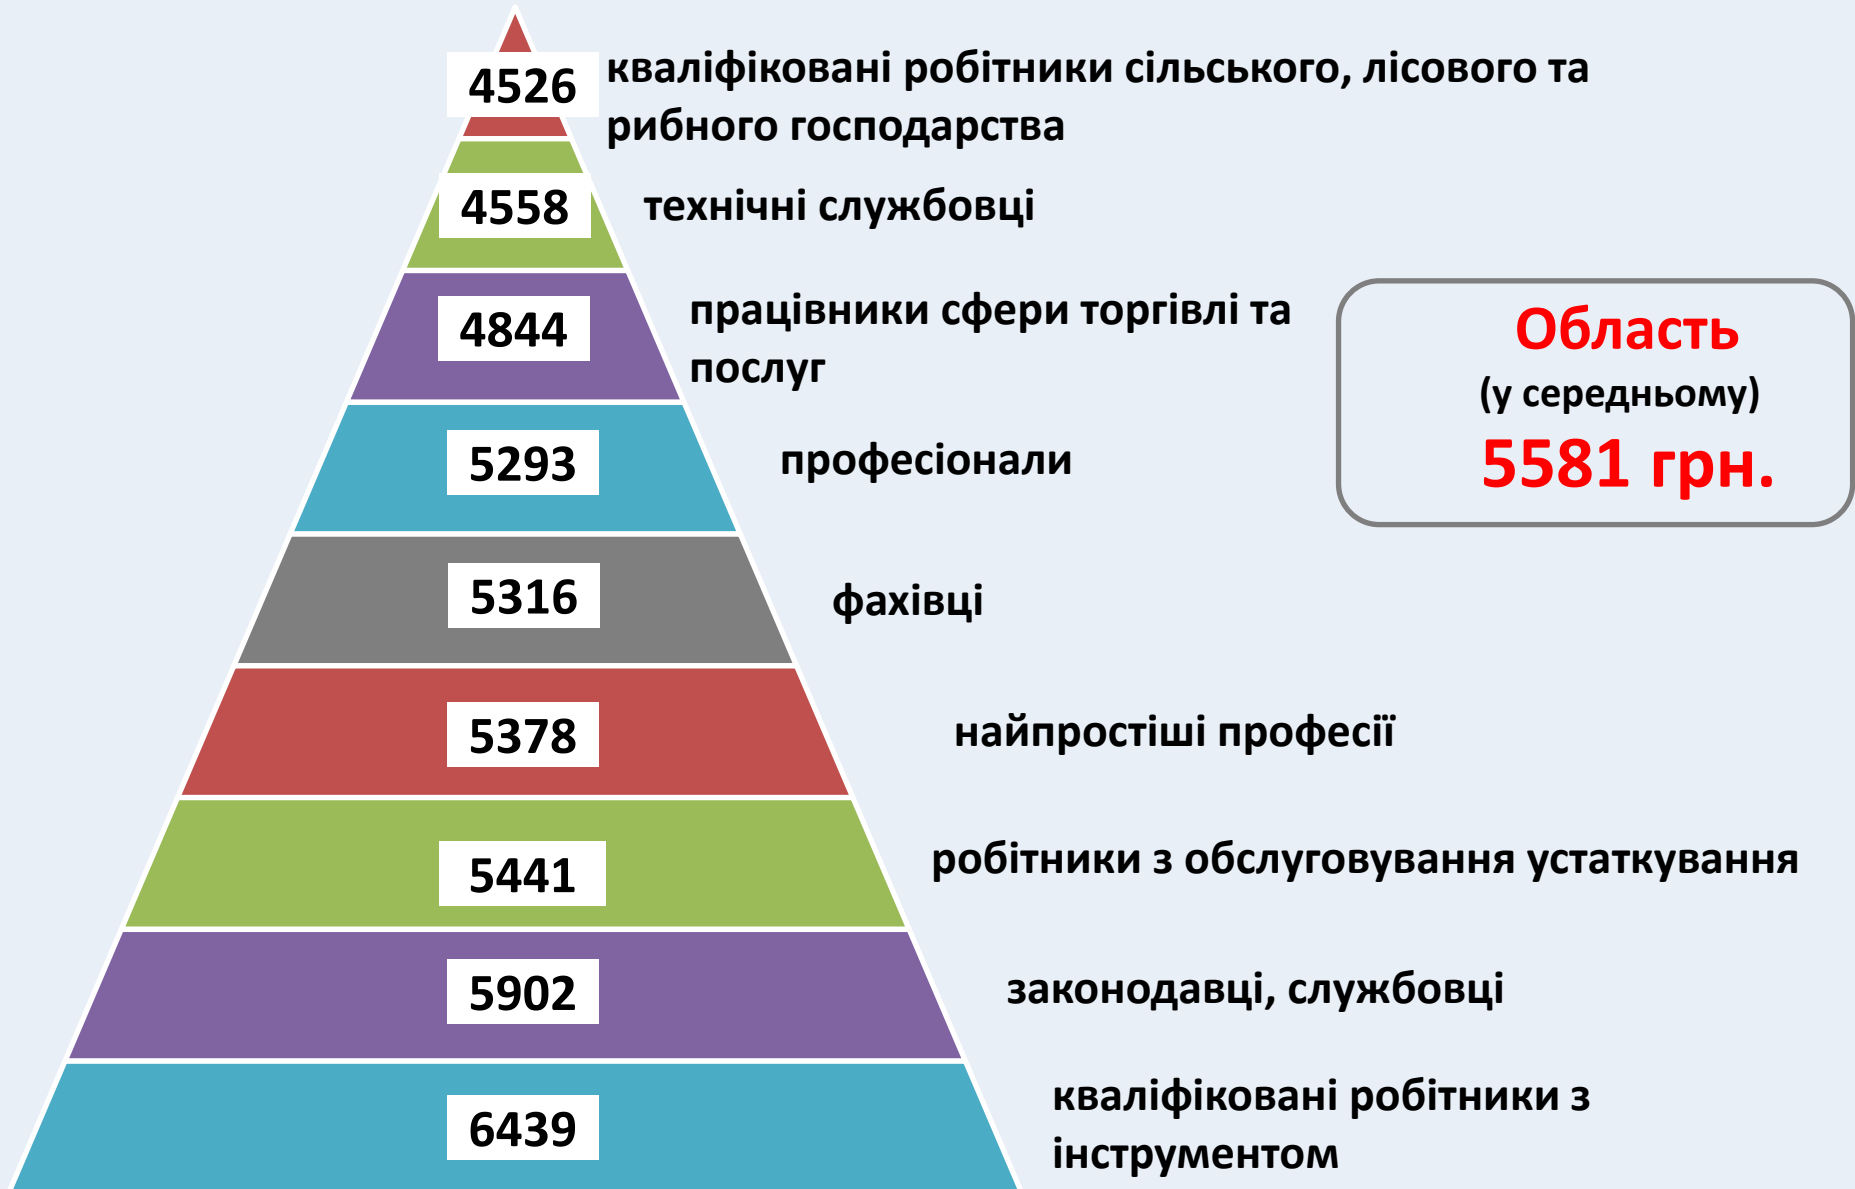 4526
кваліфіковані робітники сільського, лісового та
рибного господарства
4558
технічні службовці
4844
працівники сфери торгівлі та
послуг
Область
(у середньому)
5581 грн.
5293
професіонали
5316
фахівці
5378
найпростіші професії
5441
робітники з обслуговування устаткування
5902
законодавці, службовці
6439
кваліфіковані робітники з
інструментом